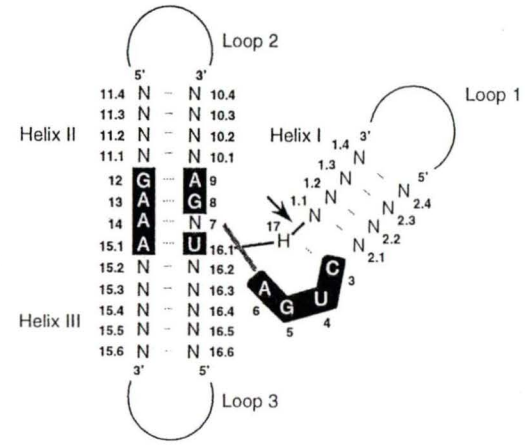 Loop 2
5' 3'
11.4 N N 10.4
11.3 N N 10.3
11.2 N N 10.2
11.1 N N 10.1
12 G A 9
13 A G 8
14 A N 7
15.1 A U 16.1
15.2 N N 16.2
15.3 N N 16.3
15.4 N N 16.4
15.5 N N 16.5
15.6 N N 16.6
3' 5'
Loop 3
Helix II
Helix III
Loop 1
Helix I
3' 5'
1.4 N N 2.4
1.3 N N 2.3
1.2 N N 2.2
1.1 N N 2.1
17 H C 3
A G U
6 5 4